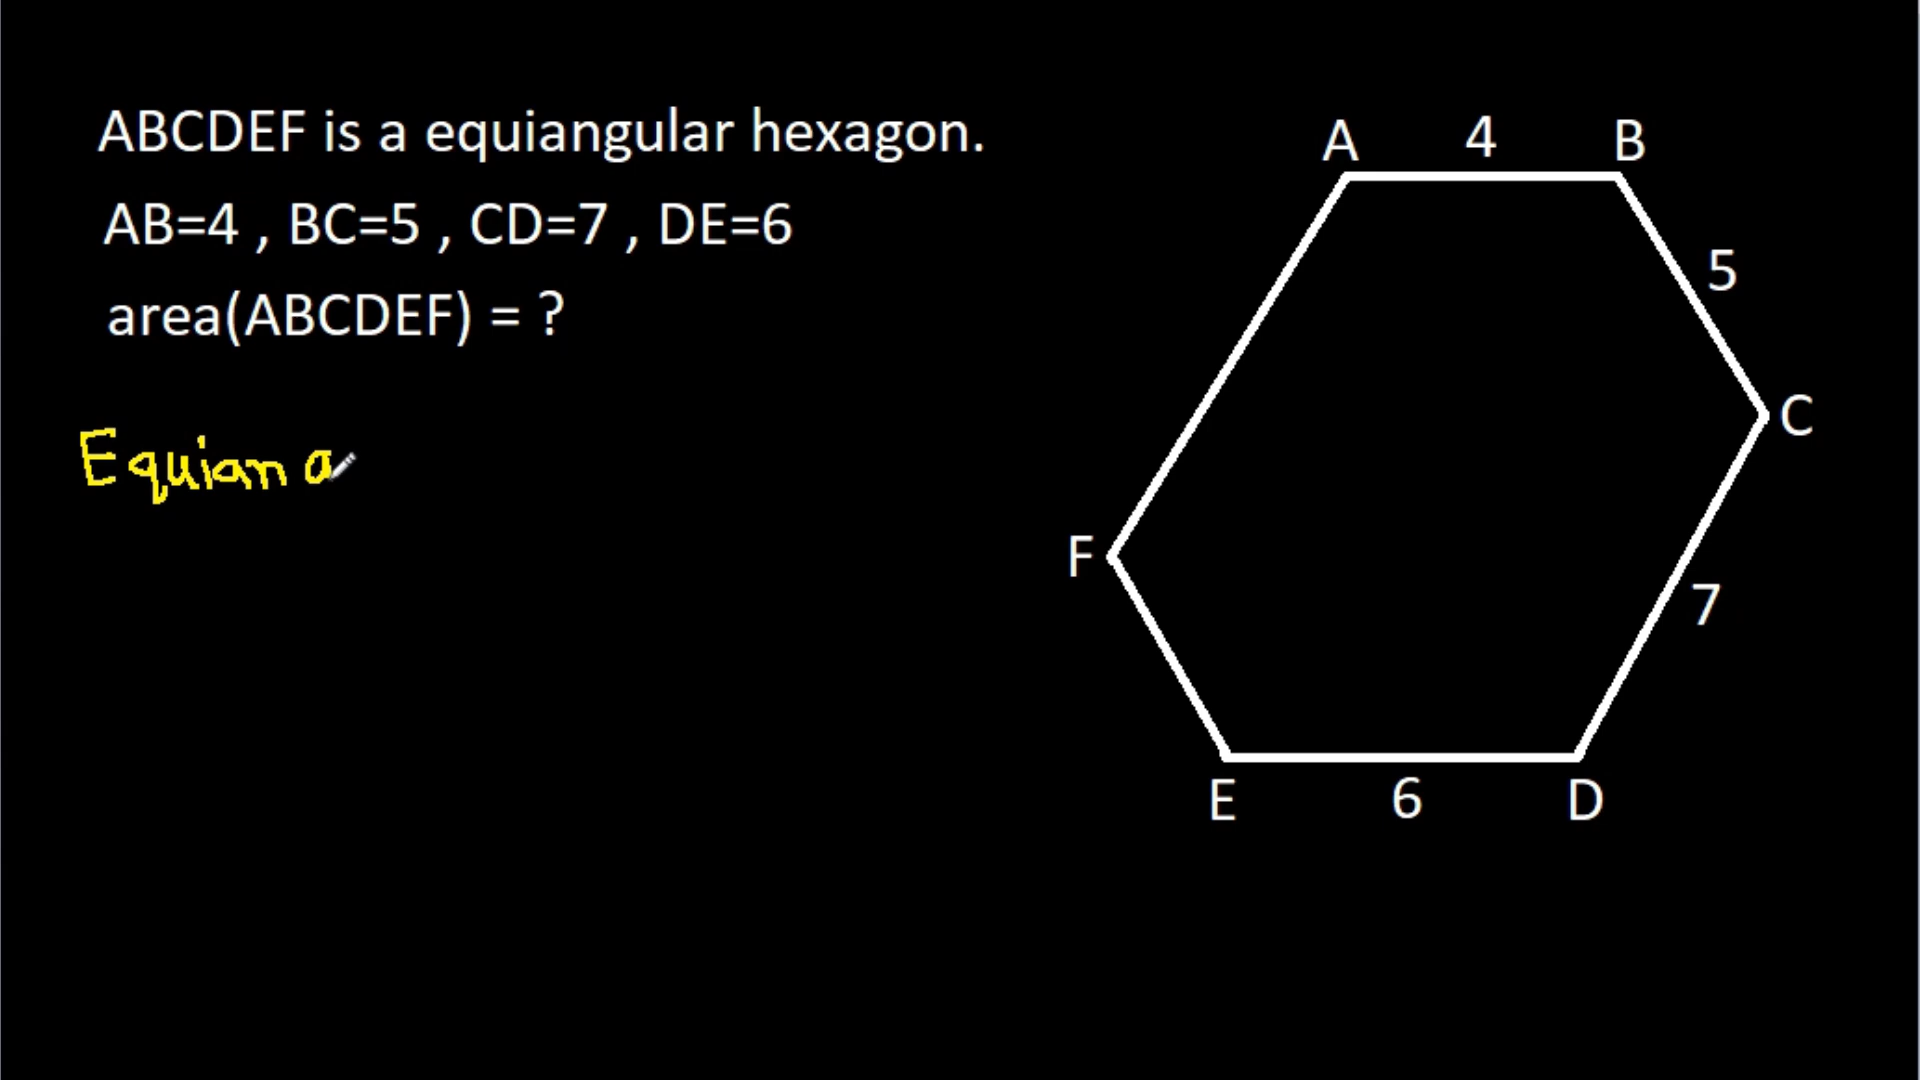 ABCDEF is a equiangular hexagon.
AB=4 , BC=5 , CD=7 , DE=6
area(ABCDEF) = ?
Equian a
A 4 B
5
C
F
7
E 6 D